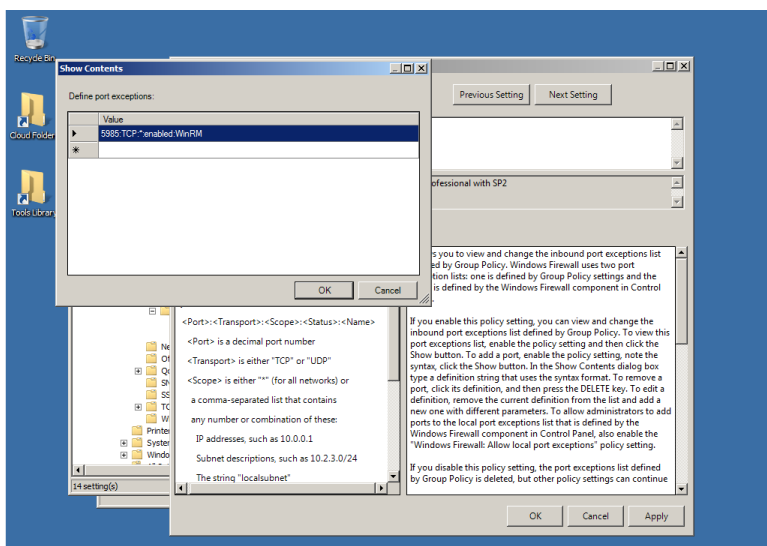 Recycle Bin
Cloud Folder
Tools Library
Show Contents
Define port exceptions:
Value
5985:TCP:*:enabled:WinRM
OK
Cancel
Previous Setting
Next Setting
ofessional with SP2
s you to view and change the inbound port exceptions list
ed by Group Policy. Windows Firewall uses two port
tion lists: one is defined by Group Policy settings and the
is defined by the Windows Firewall component in Control
If you enable this policy setting, you can view and change the
inbound port exceptions list defined by Group Policy. To view this
port exceptions list, enable the policy setting and then click the
Show button. To add a port, enable the policy setting, note the
syntax, click the Show button. In the Show Contents dialog box
type a definition string that uses the syntax format. To remove a
port, click its definition, and then press the DELETE key. To edit a
definition, remove the current definition from the list and add a
new one with different parameters. To allow administrators to add
ports to the local port exceptions list that is defined by the
Windows Firewall component in Control Panel, also enable the
"Windows Firewall: Allow local port exceptions" policy setting.
If you disable this policy setting, the port exceptions list defined
by Group Policy is deleted, but other policy settings can continue
<Port>:<Transport>:<Scope>:<Status>:<Name>
<Port> is a decimal port number
<Transport> is either "TCP" or "UDP"
<Scope> is either "*" (for all networks) or
a comma-separated list that contains
any number or combination of these:
IP addresses, such as 10.0.0.1
Subnet descriptions, such as 10.2.3.0/24
The string "localsubnet"
Ne
Of
Qo
SN
SS
TC
W
Printe
System
Windo
14 setting(s)
OK
Cancel
Apply